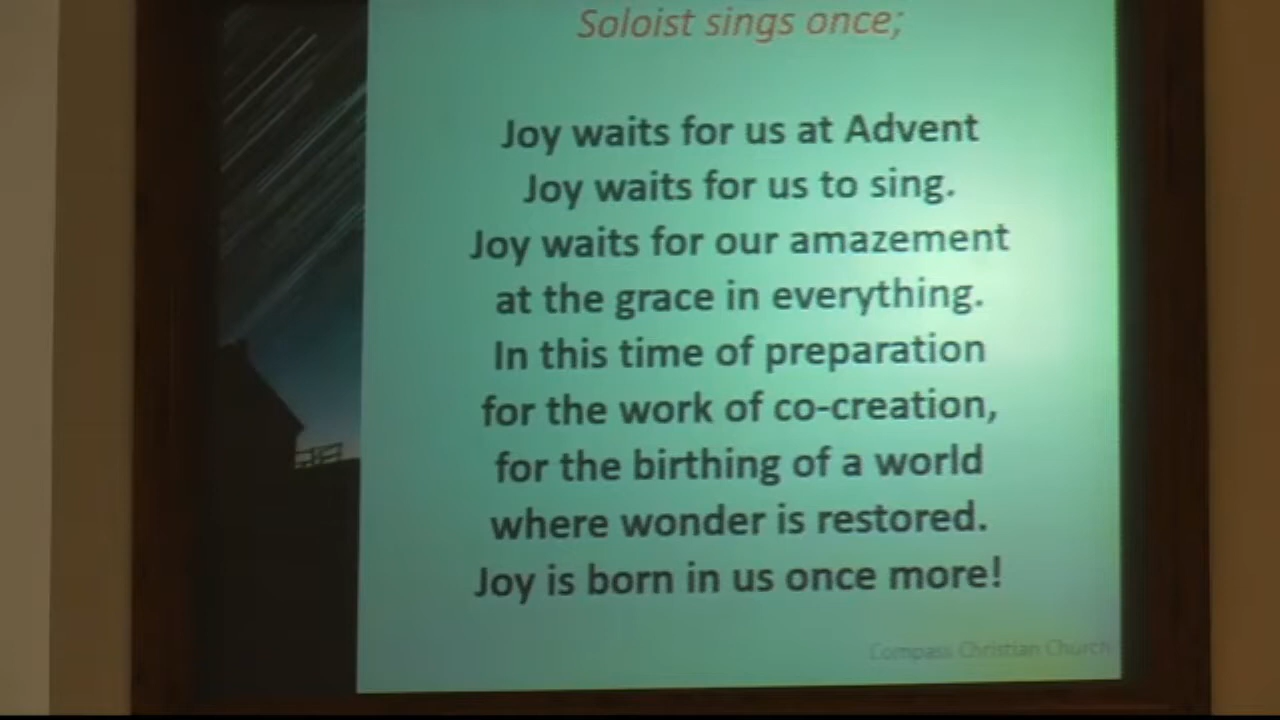 Soloist sings once;
Joy waits for us at Advent
Joy waits for us to sing.
Joy waits for our amazement
at the grace in everything.
In this time of preparation
for the work of co-creation,
for the birthing of a world
where wonder is restored.
Joy is born in us once more!
Compass Christian Church